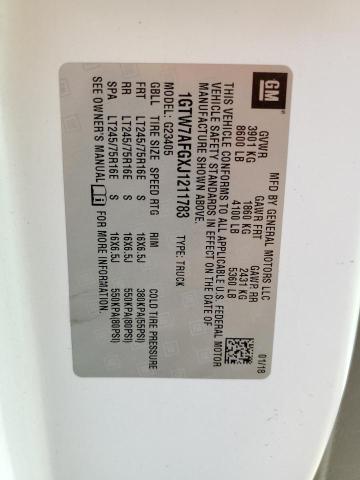 GM
MFD BY GENERAL MOTORS LLC
01/18
GVWR GAWR FRT GAWR RR
3901 KG 1860 KG 2431 KG
8600 LB 4100 LB 5360 LB
THIS VEHICLE CONFORMS TO ALL APPLICABLE U.S. FEDERAL MOTOR
VEHICLE SAFETY STANDARDS IN EFFECT ON THE DATE OF
MANUFACTURE SHOWN ABOVE.
1GTW7AFGXJ1211783 TYPE: TRUCK
MODEL: G23405
GBLL TIRE SIZE SPEED RTG RIM COLD TIRE PRESSURE
FRT LT245/75R16E S 16X6.5J 380KPA(55PSI)
RR LT245/75R16E S 16X6.5J 550KPA(80PSI)
SPA LT245/75R16E S 16X6.5J 550KPA(80PSI)
SEE OWNER'S MANUAL